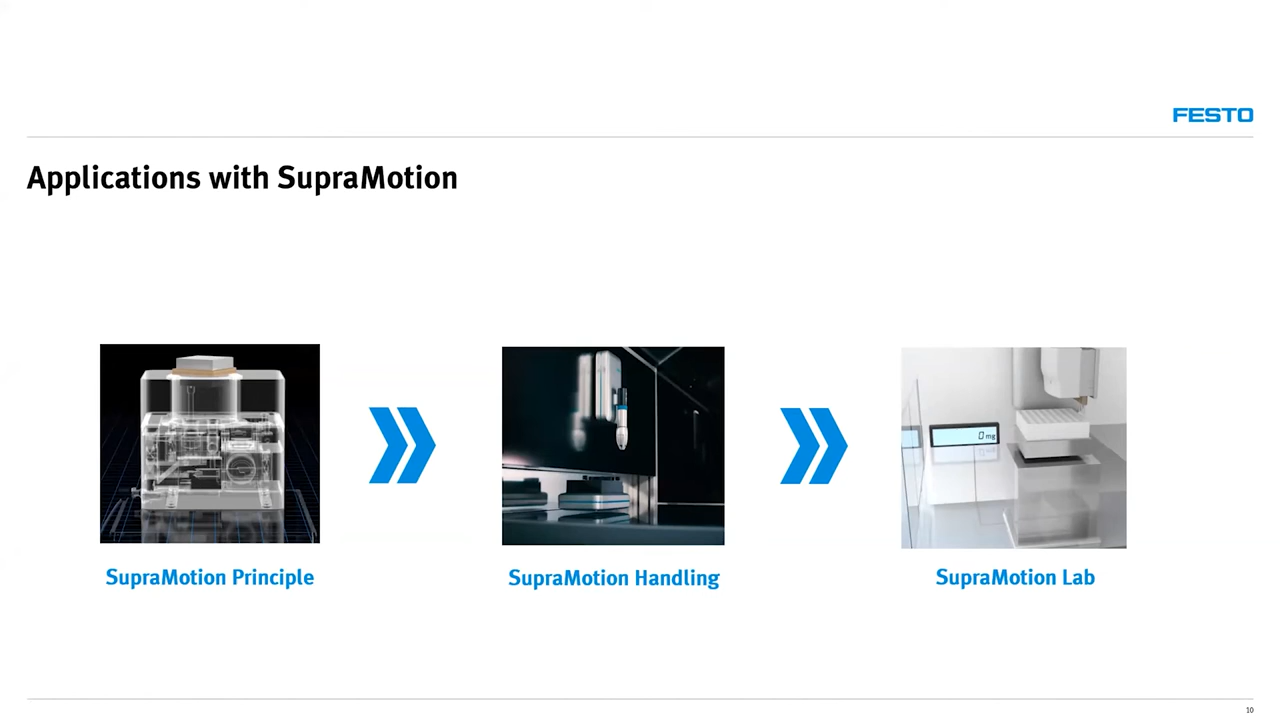 FESTO
Applications with SupraMotion
0 mg
SupraMotion Principle
SupraMotion Handling
SupraMotion Lab
10